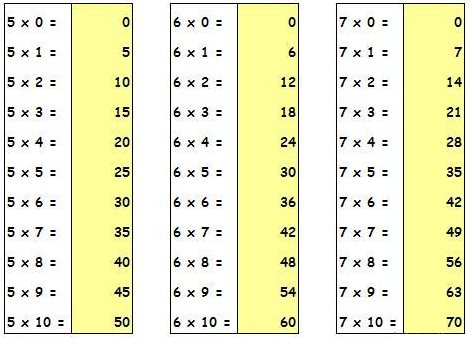 5 x 0 = 0
5 x 1 = 5
5 x 2 = 10
5 x 3 = 15
5 x 4 = 20
5 x 5 = 25
5 x 6 = 30
5 x 7 = 35
5 x 8 = 40
5 x 9 = 45
5 x 10 = 50
6 x 0 = 0
6 x 1 = 6
6 x 2 = 12
6 x 3 = 18
6 x 4 = 24
6 x 5 = 30
6 x 6 = 36
6 x 7 = 42
6 x 8 = 48
6 x 9 = 54
6 x 10 = 60
7 x 0 = 0
7 x 1 = 7
7 x 2 = 14
7 x 3 = 21
7 x 4 = 28
7 x 5 = 35
7 x 6 = 42
7 x 7 = 49
7 x 8 = 56
7 x 9 = 63
7 x 10 = 70